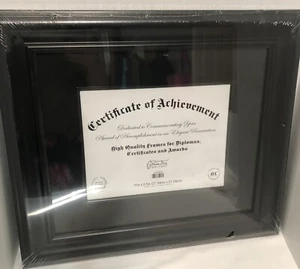 Certificate of Achievement
Dedicated to Commemorating Your
Award of Accomplishment in an Elegant Presentation
High Quality Frames for Diplomas,
Certificates and Awards